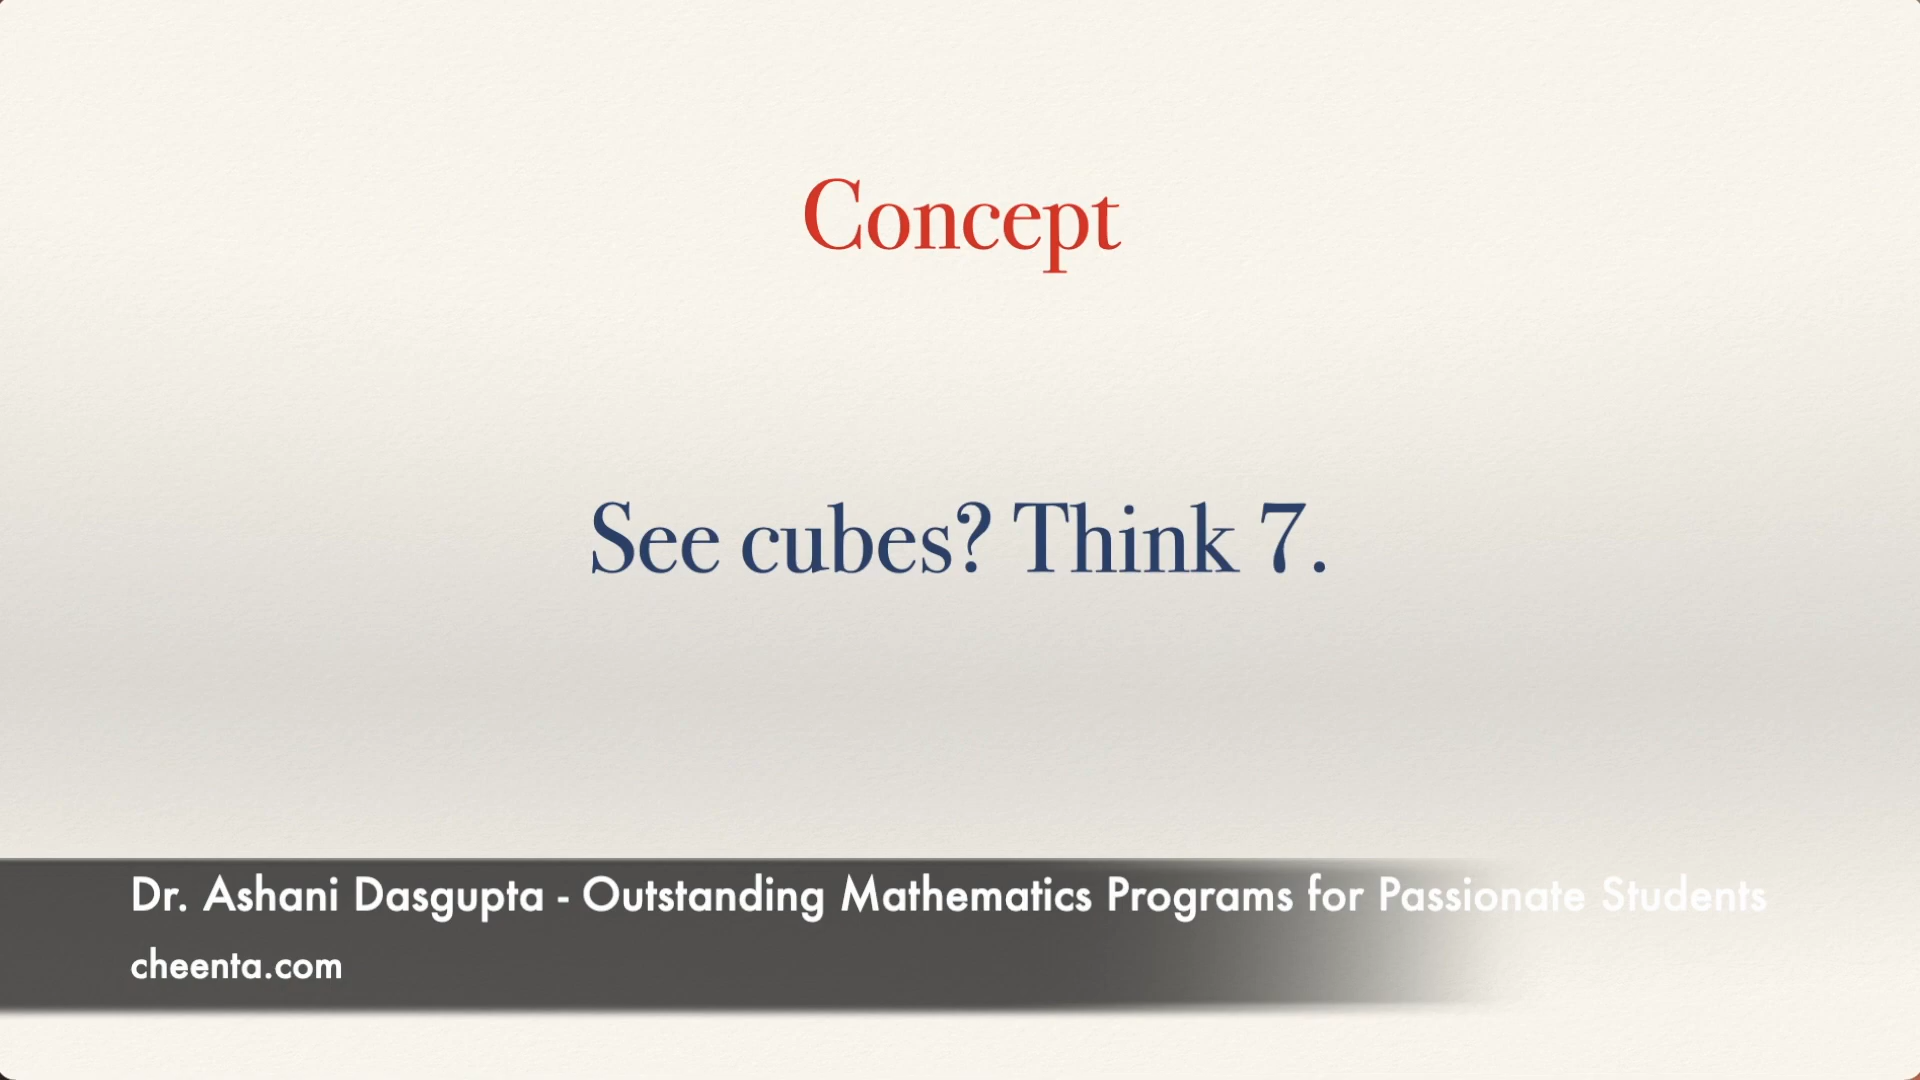 Concept
See cubes? Think 7.
Dr. Ashani Dasgupta - Outstanding Mathematics Programs for Passionate Students
cheenta.com